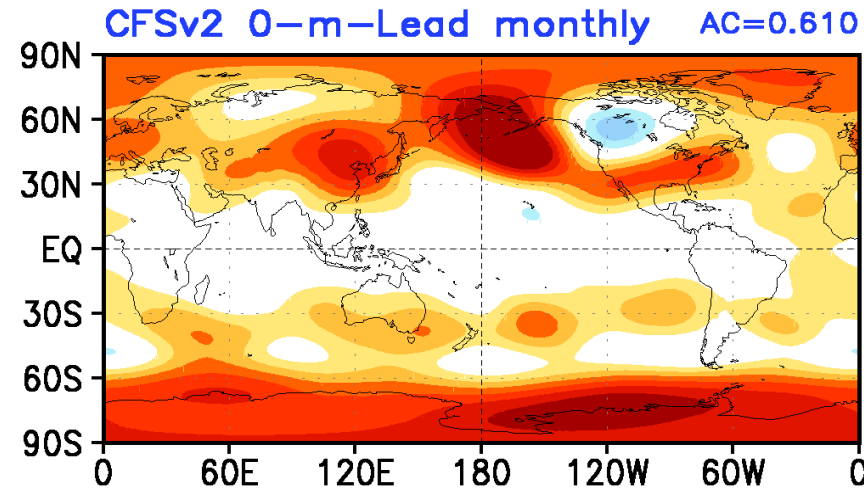 CFSv2 0-m-Lead monthly AC=0.610
90N
60N
30N
EQ
30S
60S
90S
0 60E 120E 180 120W 60W 0